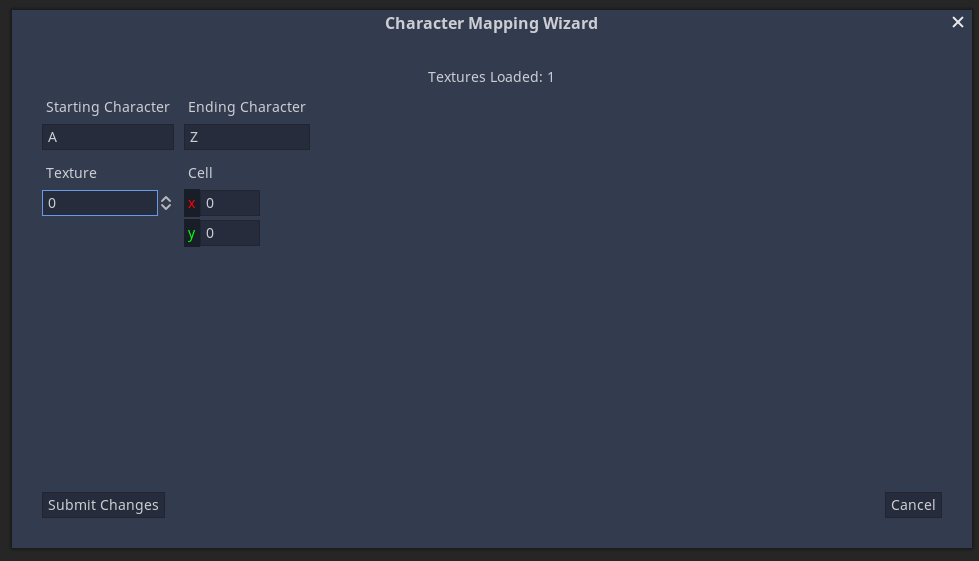 Character Mapping Wizard
Textures Loaded: 1
Starting Character Ending Character
A Z
Texture Cell
0 x 0
y 0
Submit Changes Cancel